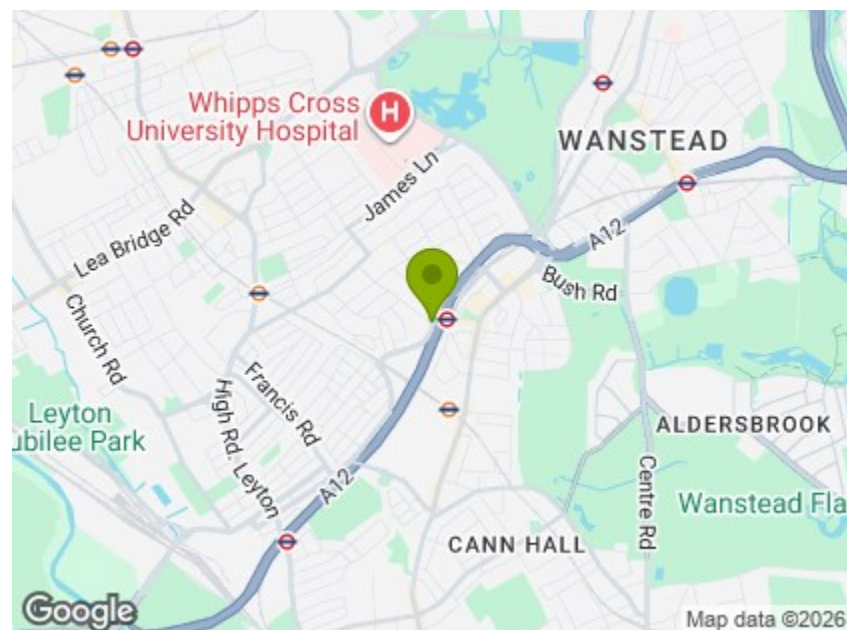 Whipps Cross
University Hospital
H
WANSTEAD
James Ln
Lea Bridge Rd
A12
Bush Rd
Church Rd
Francis Rd
High Rd. Leyton
Leyton
ubilee Park
A12
ALDERSBROOK
Centre Rd
Wanstead Fla
CANN HALL
Google
Map data ©2026